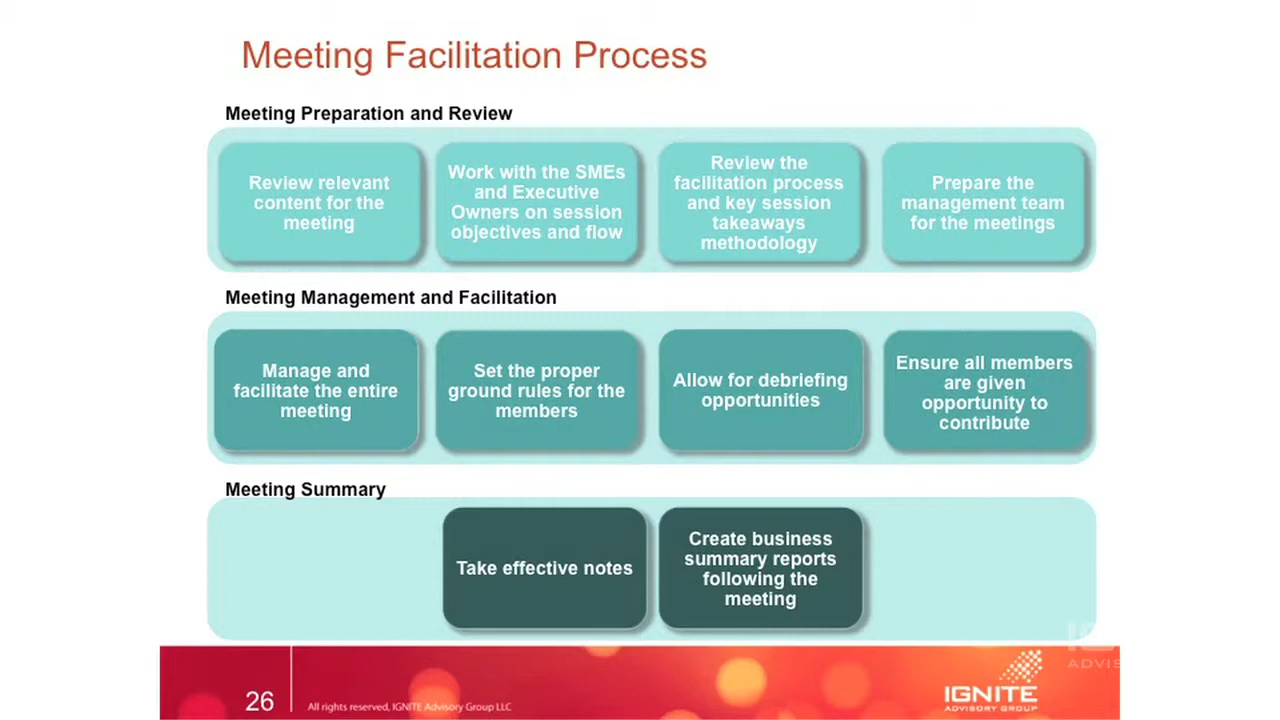 Meeting Facilitation Process
Meeting Preparation and Review
Review relevant
content for the
meeting
Work with the SMEs
and Executive
Owners on session
objectives and flow
Review the
facilitation process
and key session
takeaways
methodology
Prepare the
management team
for the meetings
Meeting Management and Facilitation
Manage and
facilitate the entire
meeting
Set the proper
ground rules for the
members
Allow for debriefing
opportunities
Ensure all members
are given
opportunity to
contribute
Meeting Summary
Take effective notes
Create business
summary reports
following the
meeting
26
All rights reserved, IGNITE Advisory Group LLC
IGNITE
ADVISORY GROUP